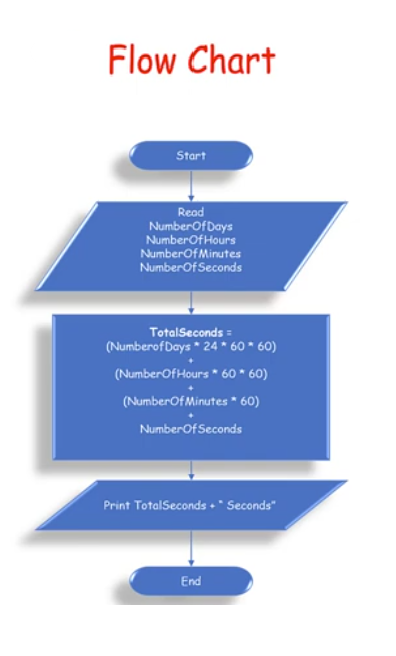 Flow Chart
Start
Read
NumberOfDays
NumberOfHours
NumberOfMinutes
NumberOfSeconds
TotalSeconds =
(NumberofDays * 24 * 60 * 60)
+
(NumberOfHours * 60 * 60)
+
(NumberOfMinutes * 60)
+
NumberOfSeconds
Print TotalSeconds + “ Seconds”
End